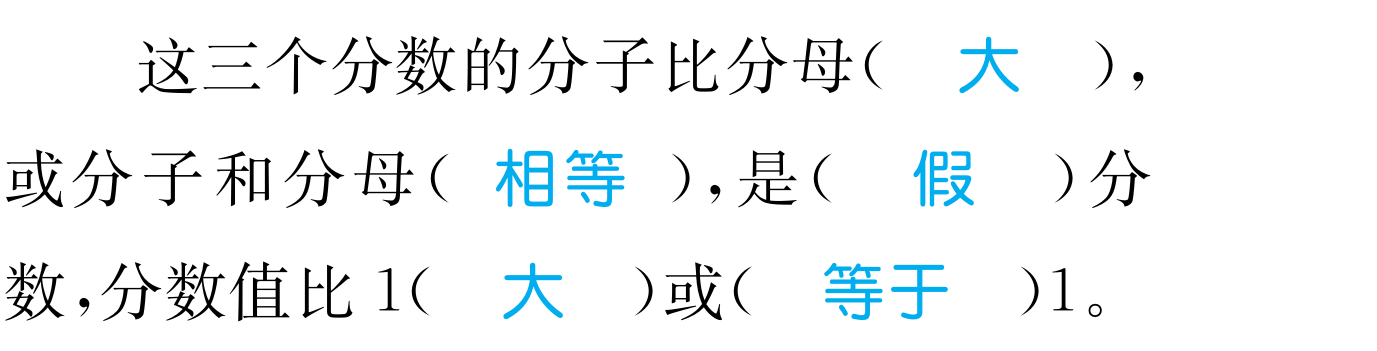 这三个分数的分子比分母( 大 ),
或分子和分母( 相等 ),是( 假 )分
数,分数值比1( 大 )或( 等于 )1。